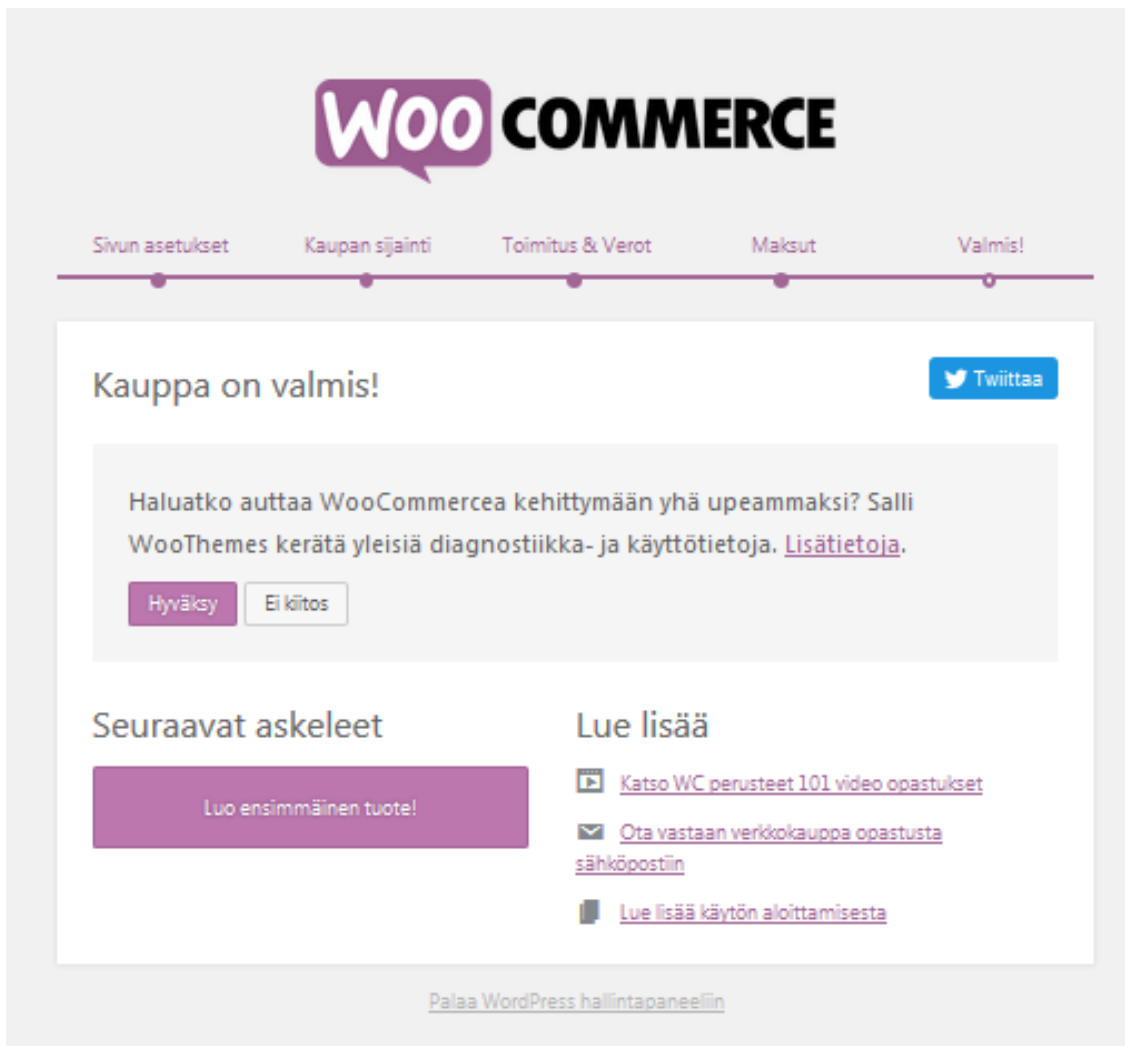 WOO COMMERCE
Sivun asetukset Kaupan sijainti Toimitus & Verot Maksut Valmis!
Kauppa on valmis!
Twiittaa
Haluatko auttaa WooCommercea kehittymään yhä upeammaksi? Salli
WooThemes kerätä yleisiä diagnostiikka- ja käyttötietoja. Lisätietoja.
Hyväksy Ei kiitos
Seuraavat askeleet
Luo ensimmäinen tuote!
Lue lisää
Katso WC perusteet 101 video opastukset
Ota vastaan verkkokauppa opastusta
sähköpostiin
Lue lisää käytön aloittamisesta
Palaa WordPress hallintapaneeliin